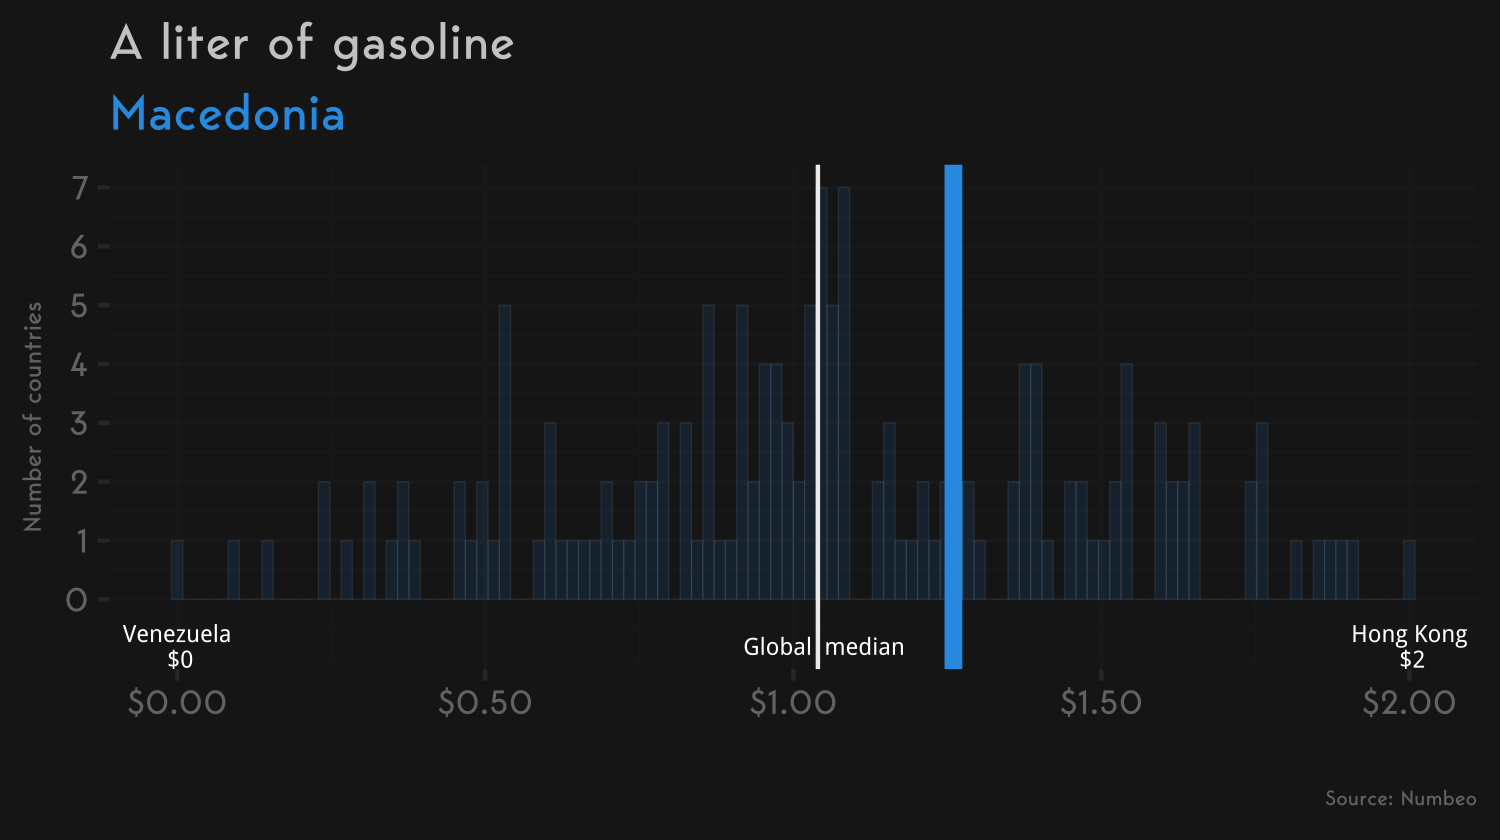 A liter of gasoline
Macedonia
Number of countries
7
6
5
4
3
2
1
0
Venezuela
$0
Global median
Hong Kong
$2
$0.00 $0.50 $1.00 $1.50 $2.00
Source: Numbeo